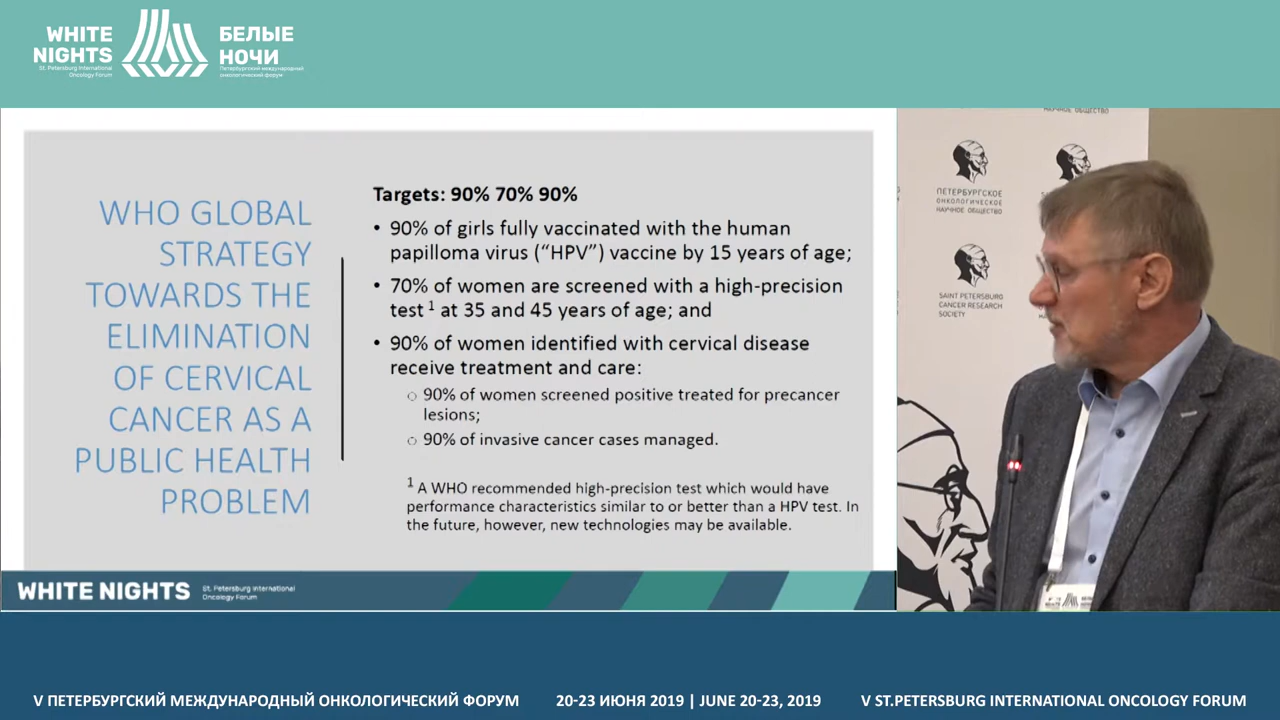 WHITE
NIGHTS
St. Petersburg International
Oncology Forum
БЕЛЫЕ
НОЧИ
Петербургский международный
онкологический форум
WHO GLOBAL
STRATEGY
TOWARDS THE
ELIMINATION
OF CERVICAL
CANCER AS A
PUBLIC HEALTH
PROBLEM
Targets: 90% 70% 90%
• 90% of girls fully vaccinated with the human
papilloma virus (“HPV”) vaccine by 15 years of age;
• 70% of women are screened with a high-precision
test ¹ at 35 and 45 years of age; and
• 90% of women identified with cervical disease
receive treatment and care:
○ 90% of women screened positive treated for precancer
lesions;
○ 90% of invasive cancer cases managed.
¹ A WHO recommended high-precision test which would have
performance characteristics similar to or better than a HPV test. In
the future, however, new technologies may be available.
WHITE NIGHTS
St. Petersburg International
Oncology Forum
НАУЧНОЕ ОБЩЕСТВО
ПЕТЕРБУРГСКОЕ
ОНКОЛОГИЧЕСКОЕ
НАУЧНОЕ ОБЩЕСТВО
SAINT PETERSBURG
CANCER RESEARCH
SOCIETY
V ПЕТЕРБУРГСКИЙ МЕЖДУНАРОДНЫЙ ОНКОЛОГИЧЕСКИЙ ФОРУМ
20-23 ИЮНЯ 2019 | JUNE 20-23, 2019
V ST.PETERSBURG INTERNATIONAL ONCOLOGY FORUM